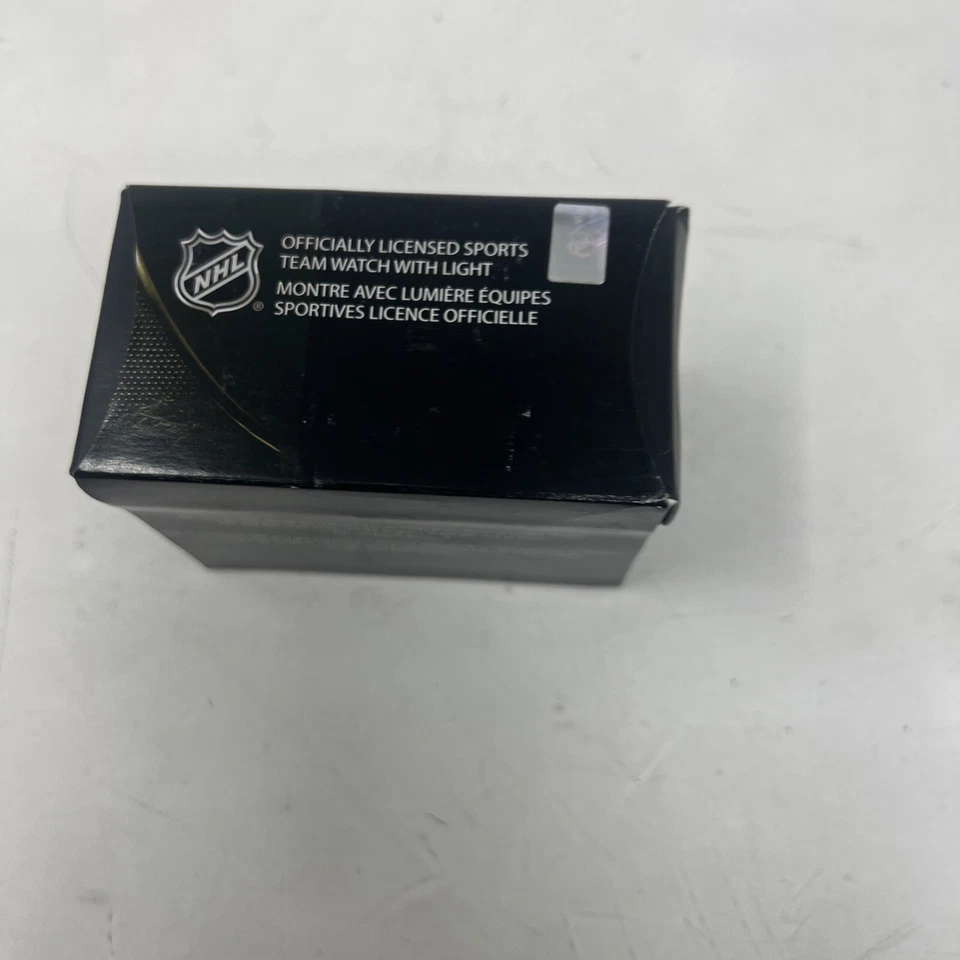 NHL
®
OFFICIALLY LICENSED SPORTS
TEAM WATCH WITH LIGHT
MONTRE AVEC LUMIÈRE ÉQUIPES
SPORTIVES LICENCE OFFICIELLE